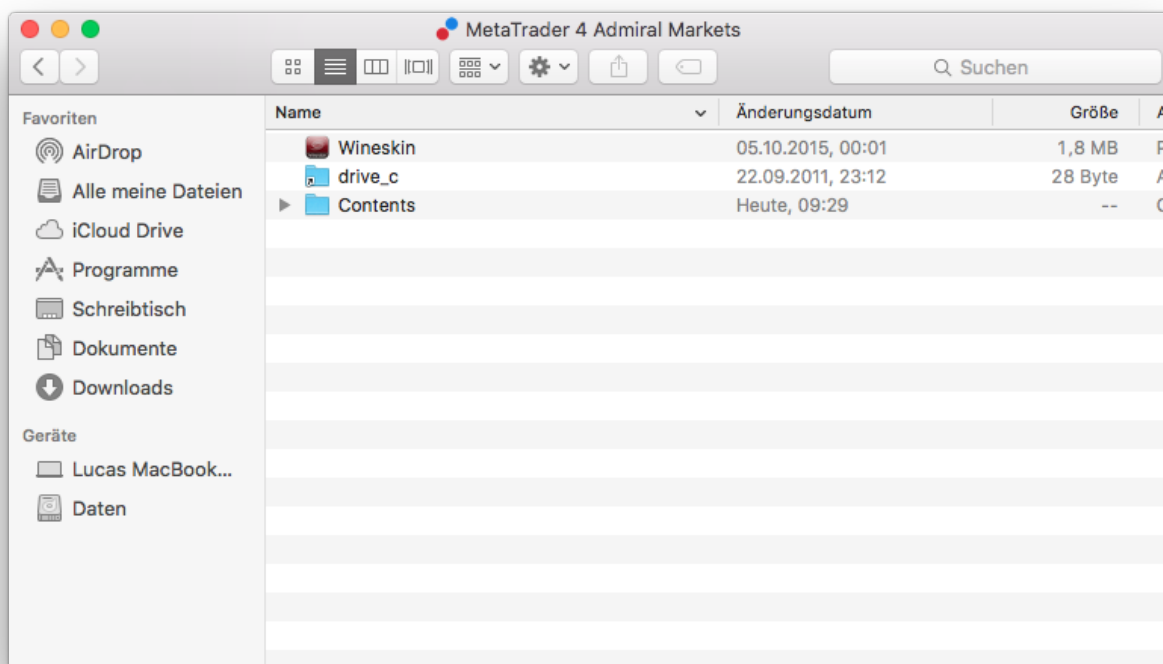 MetaTrader 4 Admiral Markets
Suchen
Favoriten
AirDrop
Alle meine Dateien
iCloud Drive
Programme
Schreibtisch
Dokumente
Downloads
Geräte
Lucas MacBook...
Daten
Name Änderungsdatum Größe
Wineskin 05.10.2015, 00:01 1,8 MB
drive_c 22.09.2011, 23:12 28 Byte
Contents Heute, 09:29 --